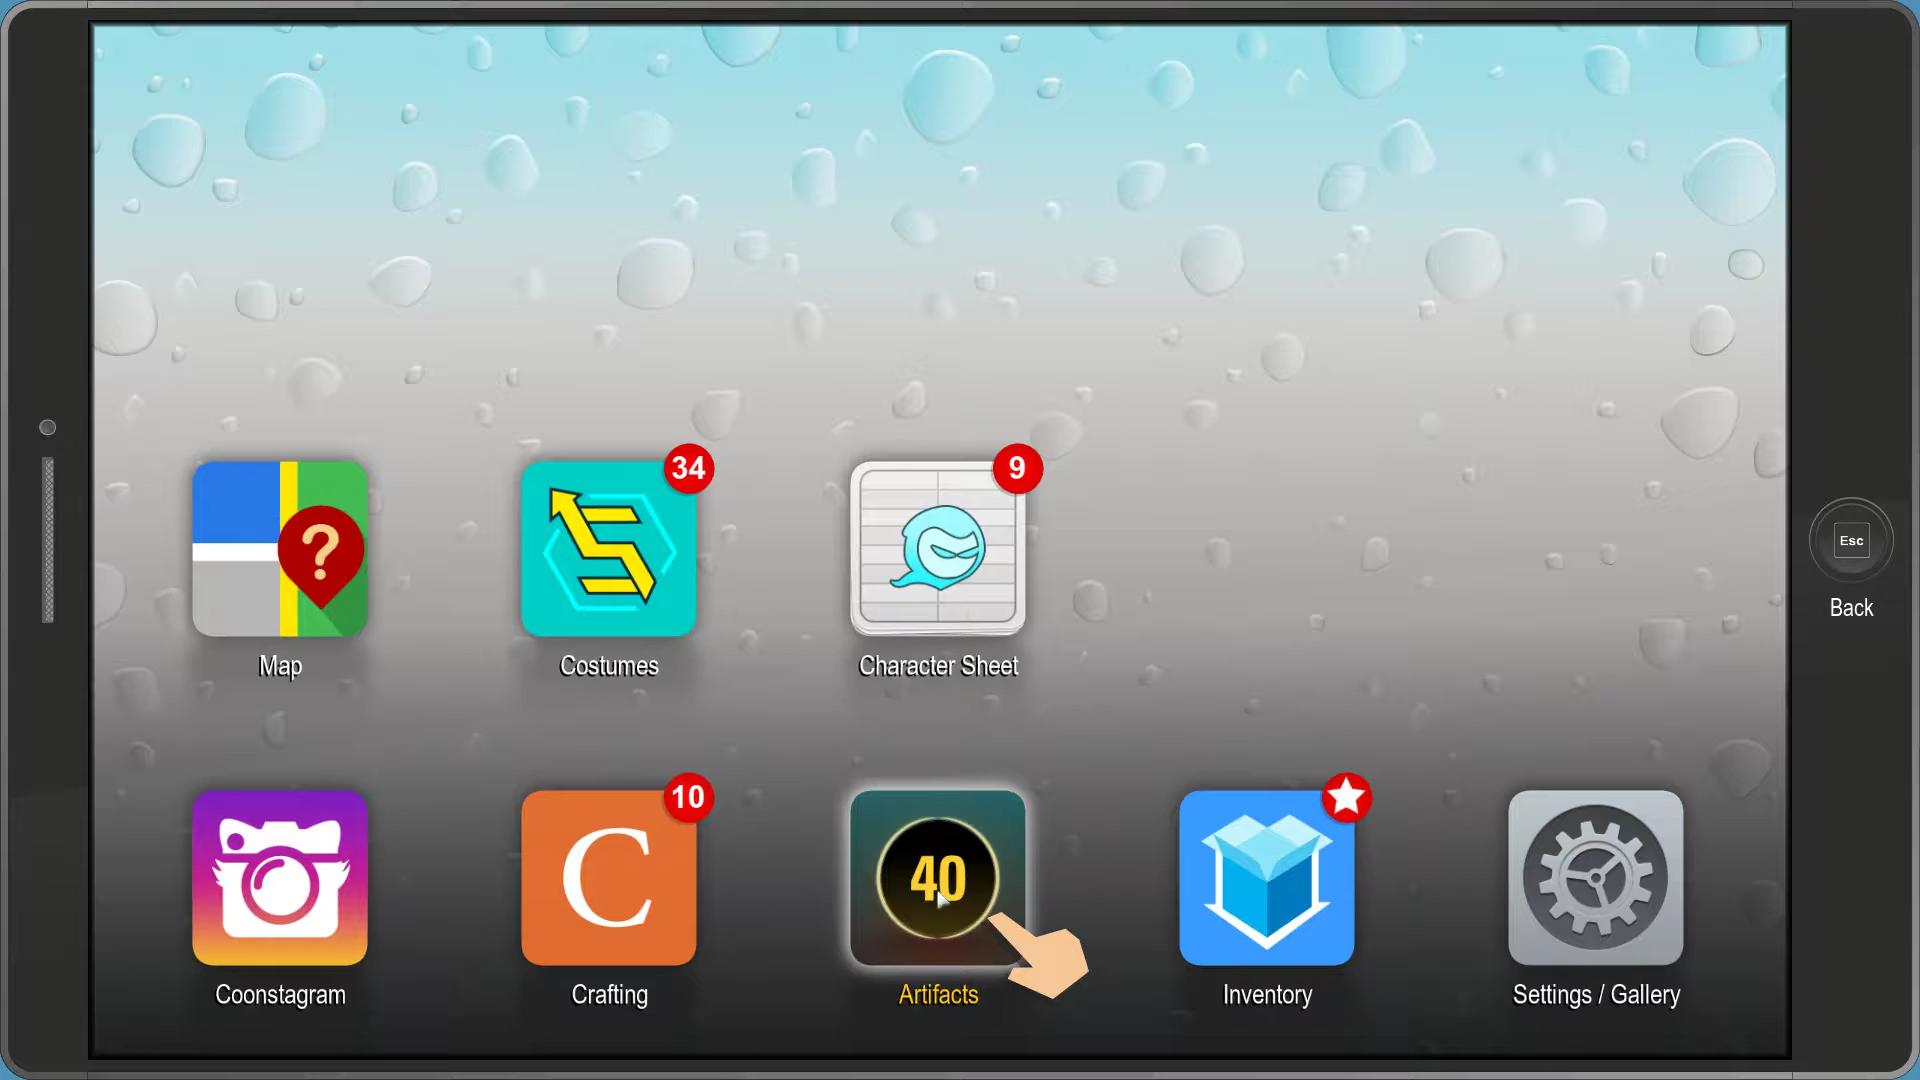 34
9
?
Esc
Back
Map
Costumes
Character Sheet
10
C
40
Coonstagram
Crafting
Artifacts
Inventory
Settings / Gallery